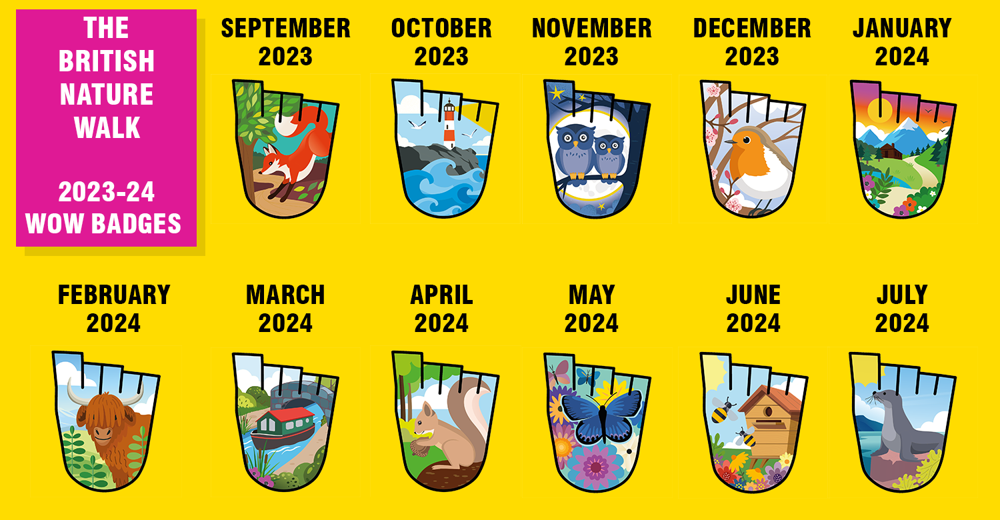 THE
BRITISH
NATURE
WALK
2023-24
WOW BADGES
SEPTEMBER
2023
OCTOBER
2023
NOVEMBER
2023
DECEMBER
2023
JANUARY
2024
FEBRUARY
2024
MARCH
2024
APRIL
2024
MAY
2024
JUNE
2024
JULY
2024